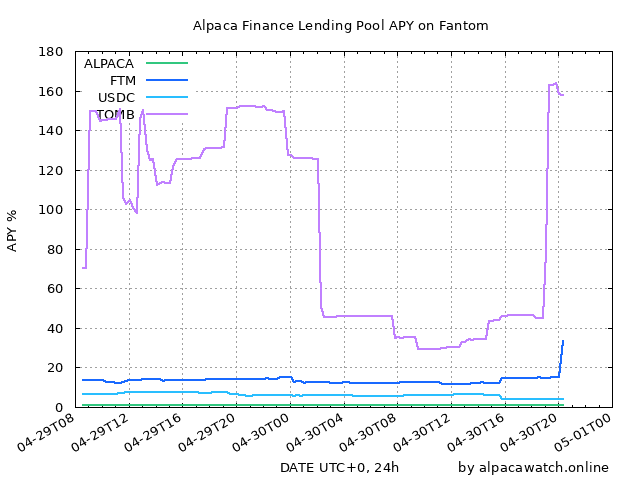 Alpaca Finance Lending Pool APY on Fantom
APY %
180
160
140
120
100
80
60
40
20
0
ALPACA
FTM
USDC
TOMB
04-29T08
04-29T12
04-29T16
04-29T20
04-30T00
04-30T04
04-30T08
04-30T12
04-30T16
04-30T20
05-01T00
DATE UTC+0, 24h
by alpacawatch.online